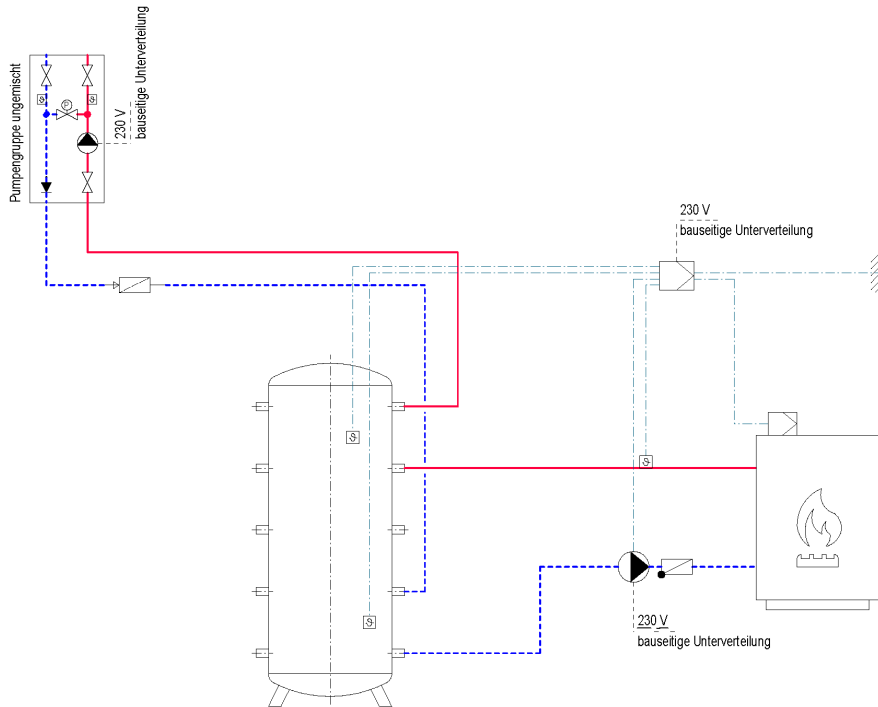 Pumpengruppe ungemischt
230 V
bauseitige Unterverteilung
P
230 V
bauseitige Unterverteilung
ϑ
ϑ
ϑ
ϑ
ϑ
230 V
bauseitige Unterverteilung